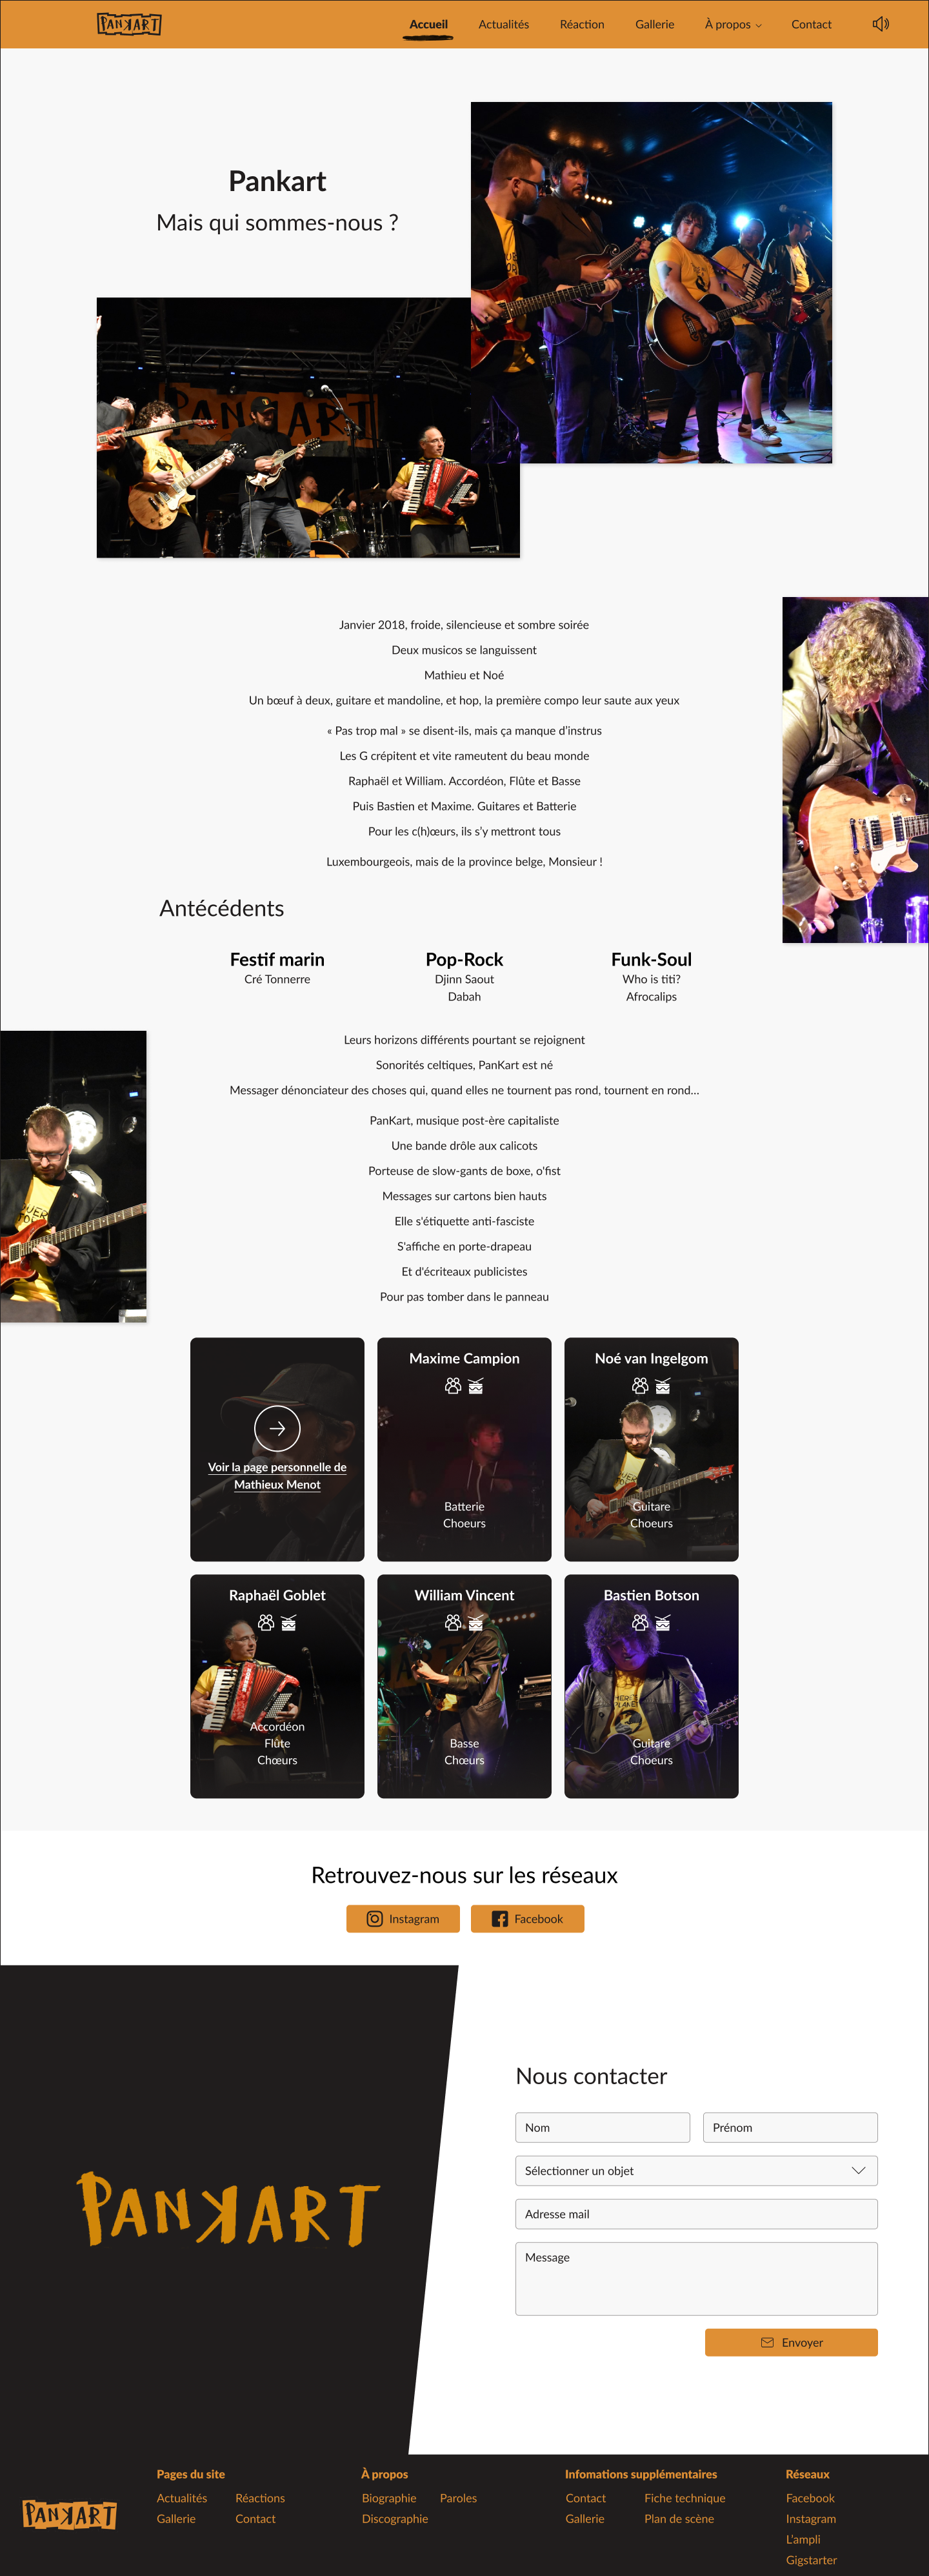 PANKART
Accueil
Actualités
Réaction
Gallerie
À propos
Contact
Pankart
Mais qui sommes-nous ?
PANKART
Janvier 2018, froide, silencieuse et sombre soirée
Deux musicos se languissent
Mathieu et Noé
Un bœuf à deux, guitare et mandoline, et hop, la première compo leur saute aux yeux
« Pas trop mal » se disent-ils, mais ça manque d’instrus
Les G crépitent et vite rameutent du beau monde
Raphaël et William. Accordéon, Flûte et Basse
Puis Bastien et Maxime. Guitares et Batterie
Pour les c(h)œurs, ils s’y mettront tous
Luxembourgeois, mais de la province belge, Monsieur !
Antécédents
Festif marin
Cré Tonnerre
Pop-Rock
Djinn Saout
Dabah
Funk-Soul
Who is titi?
Afrocalips
Leurs horizons différents pourtant se rejoignent
Sonorités celtiques, PanKart est né
Messager dénonciateur des choses qui, quand elles ne tournent pas rond, tournent en rond...
PanKart, musique post-ère capitaliste
Une bande drôle aux calicots
Porteuse de slow-gants de boxe, o'fist
Messages sur cartons bien hauts
Elle s'étiquette anti-fasciste
S'affiche en porte-drapeau
Et d'écriteaux publicistes
Pour pas tomber dans le panneau
Voir la page personnelle de
Mathieux Menot
Maxime Campion
Batterie
Choeurs
Noé van Ingelgom
Guitare
Choeurs
Raphaël Goblet
Accordéon
Flûte
Chœurs
William Vincent
Basse
Chœurs
Bastien Botson
Guitare
Choeurs
Retrouvez-nous sur les réseaux
Instagram
Facebook
PANKART
Nous contacter
Nom
Prénom
Sélectionner un objet
Adresse mail
Message
Envoyer
PANKART
Pages du site
Actualités
Réactions
Gallerie
Contact
À propos
Biographie
Paroles
Discographie
Infomations supplémentaires
Contact
Fiche technique
Gallerie
Plan de scène
Réseaux
Facebook
Instagram
L’ampli
Gigstarter